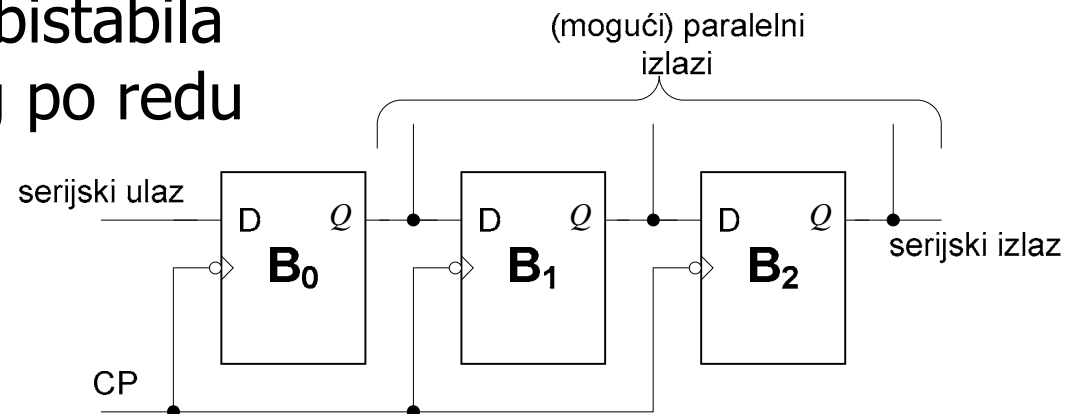 bistabila
po redu
(mogući) paralelni
izlazi
serijski ulaz
D Q D Q D Q
serijski izlaz
B₀ B₁ B₂
CP